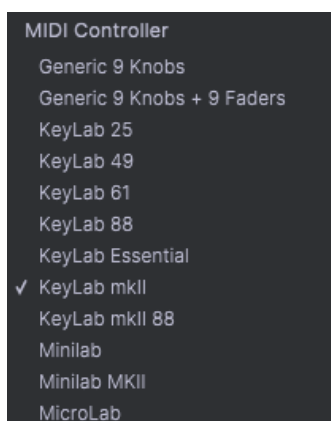 MIDI Controller
Generic 9 Knobs
Generic 9 Knobs + 9 Faders
KeyLab 25
KeyLab 49
KeyLab 61
KeyLab 88
KeyLab Essential
✓ KeyLab mkII
KeyLab mkII 88
Minilab
Minilab MKII
MicroLab